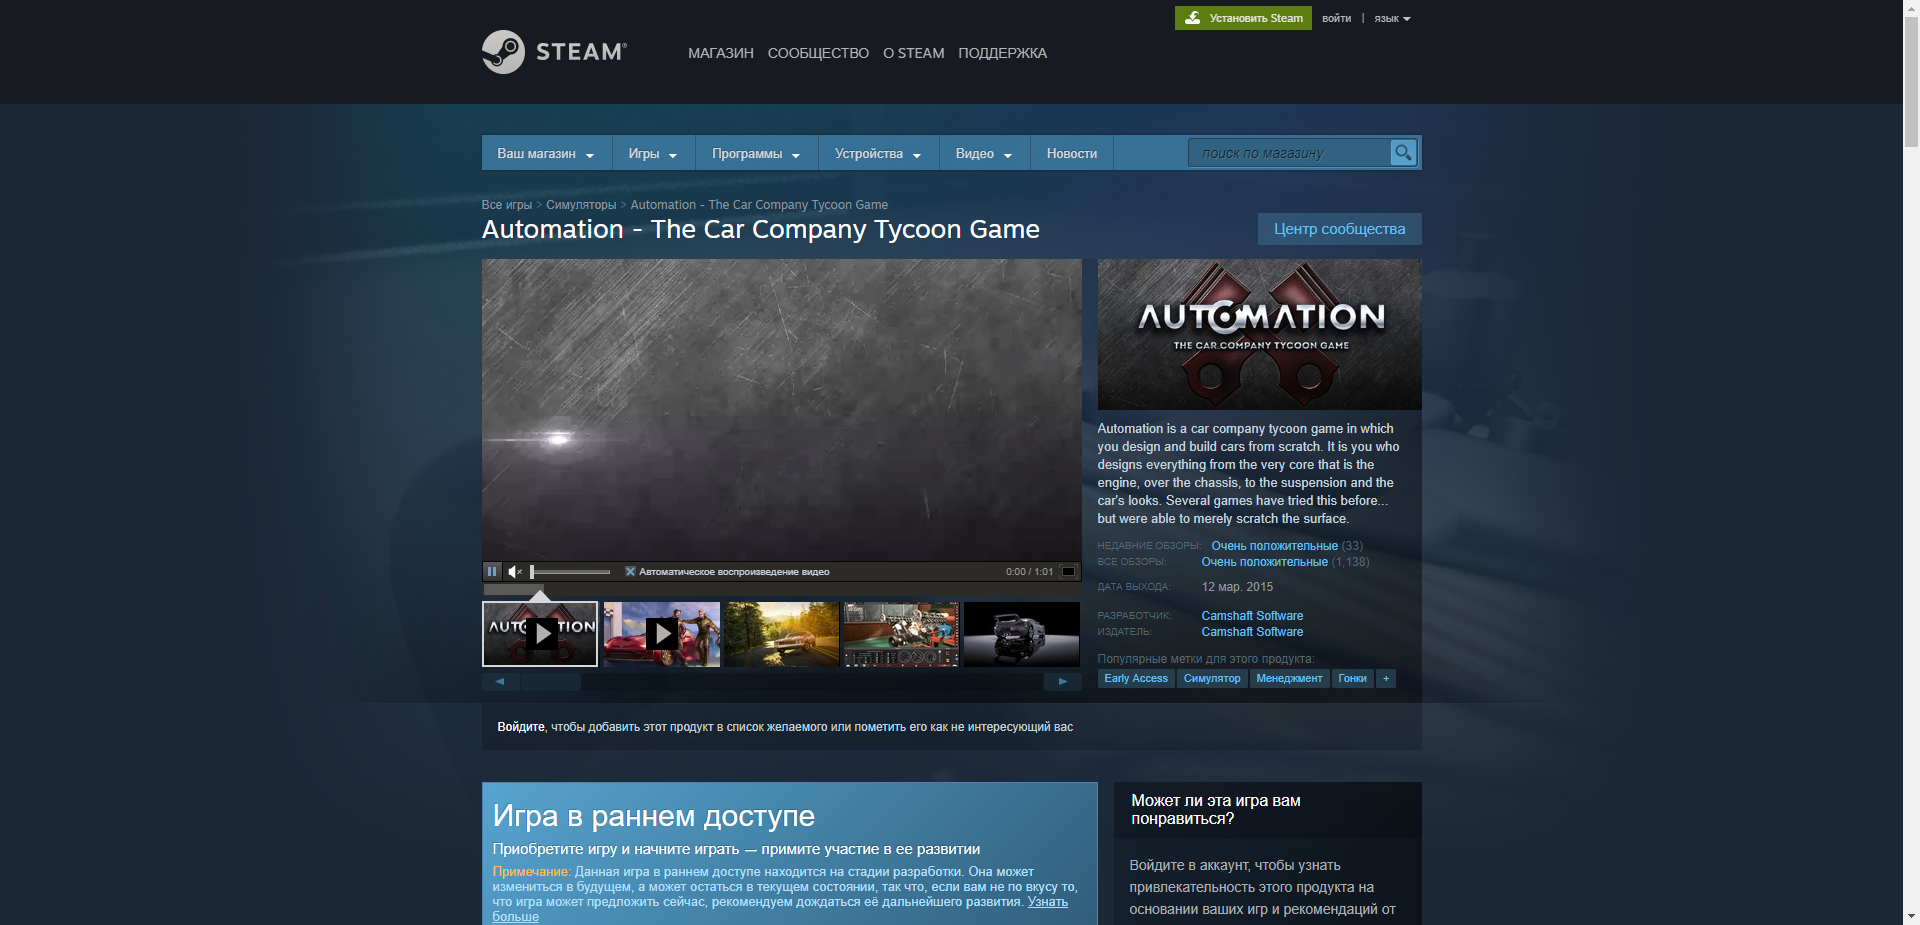 Установить Steam войти | язык
STEAM®
МАГАЗИН СООБЩЕСТВО О STEAM ПОДДЕРЖКА
Ваш магазин Игры Программы Устройства Видео Новости поиск по магазину
Все игры > Симуляторы > Automation - The Car Company Tycoon Game
Automation - The Car Company Tycoon Game
Центр сообщества
AUTOMATION
THE CAR COMPANY TYCOON GAME
Automation is a car company tycoon game in which
you design and build cars from scratch. It is you who
designs everything from the very core that is the
engine, over the chassis, to the suspension and the
car's looks. Several games have tried this before...
but were able to merely scratch the surface.
НЕДАВНИЕ ОБЗОРЫ: Очень положительные (33)
ВСЕ ОБЗОРЫ: Очень положительные (1,138)
ДАТА ВЫХОДА: 12 мар. 2015
РАЗРАБОТЧИК: Camshaft Software
ИЗДАТЕЛЬ: Camshaft Software
Популярные метки для этого продукта:
Early Access Симулятор Менеджмент Гонки +
Автоматическое воспроизведение видео 0:00 / 1:01
Войдите, чтобы добавить этот продукт в список желаемого или пометить его как не интересующий вас
Игра в раннем доступе
Приобретите игру и начните играть — примите участие в ее развитии
Примечание: Данная игра в раннем доступе находится на стадии разработки. Она может
измениться в будущем, а может остаться в текущем состоянии, так что, если вам не по вкусу то,
что игра может предложить сейчас, рекомендуем дождаться её дальнейшего развития. Узнать
больше
Может ли эта игра вам
понравиться?
Войдите в аккаунт, чтобы узнать
привлекательность этого продукта на
основании ваших игр и рекомендаций от